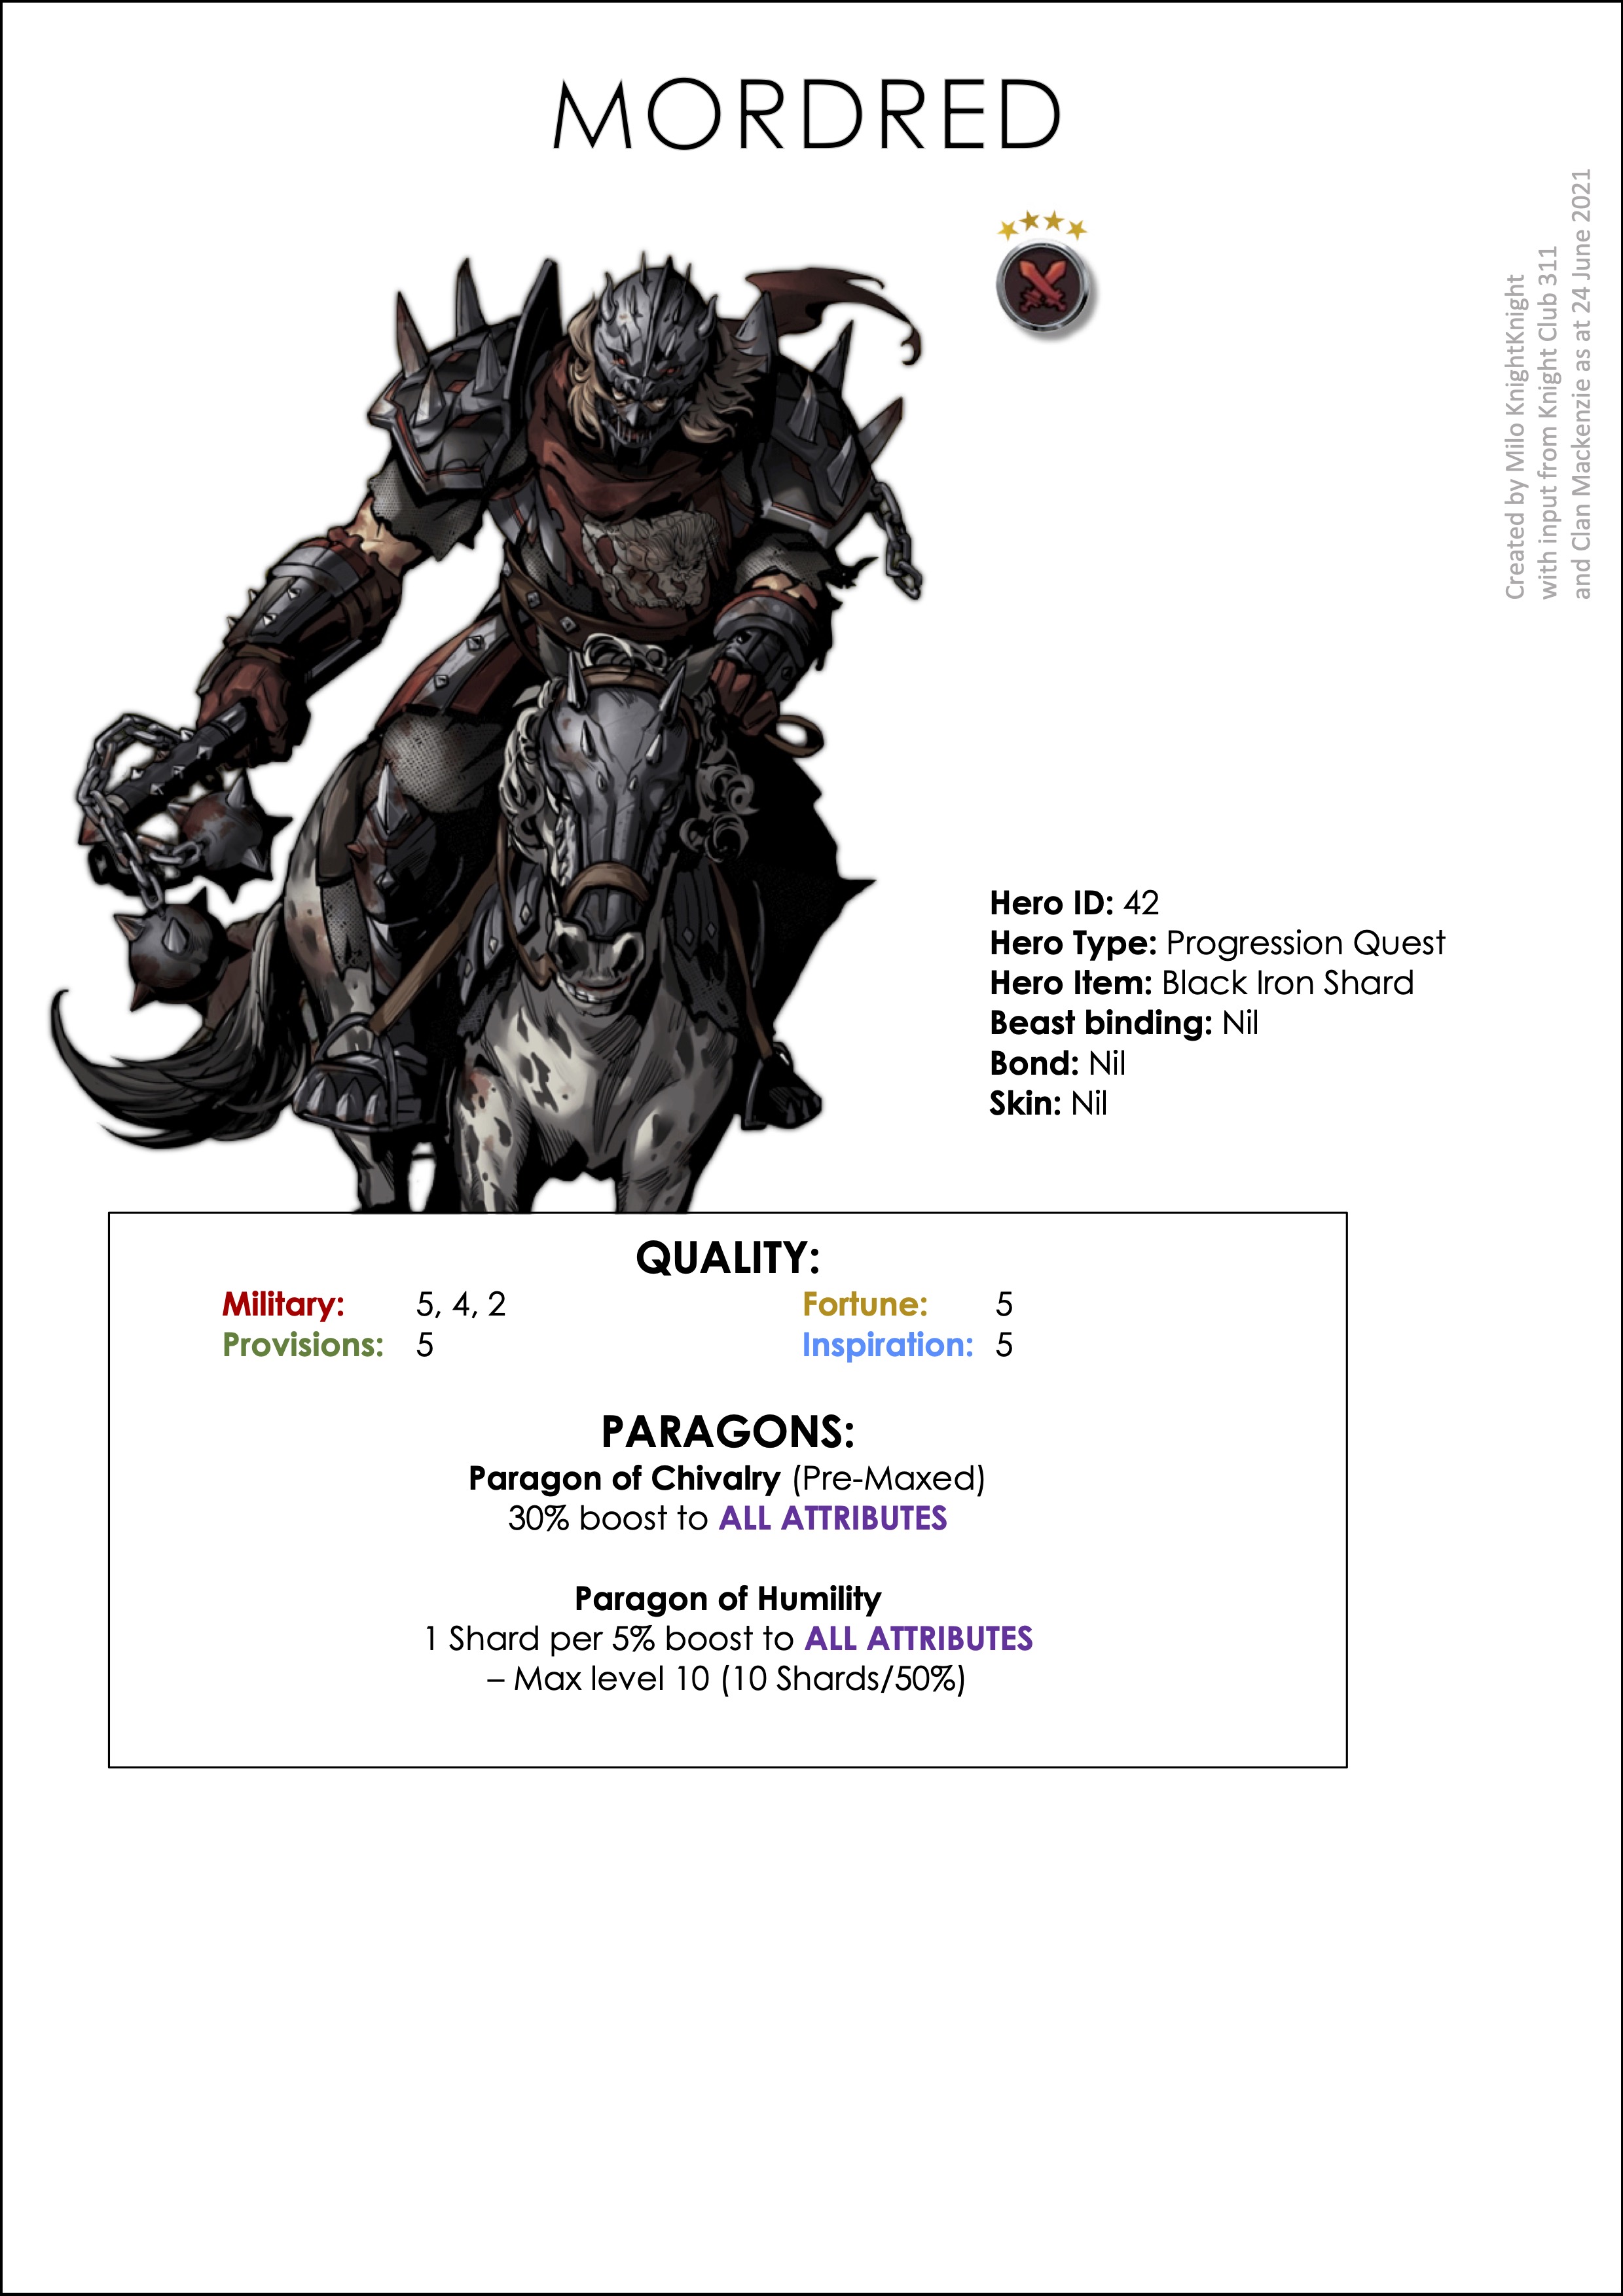 MORDRED
Created by Milo KnightKnight
with input from Knight Club 311
and Clan Mackenzie as at 24 June 2021
Hero ID: 42
Hero Type: Progression Quest
Hero Item: Black Iron Shard
Beast binding: Nil
Bond: Nil
Skin: Nil
QUALITY:
Military: 5, 4, 2 Fortune: 5
Provisions: 5 Inspiration: 5
PARAGONS:
Paragon of Chivalry (Pre-Maxed)
30% boost to ALL ATTRIBUTES
Paragon of Humility
1 Shard per 5% boost to ALL ATTRIBUTES
– Max level 10 (10 Shards/50%)